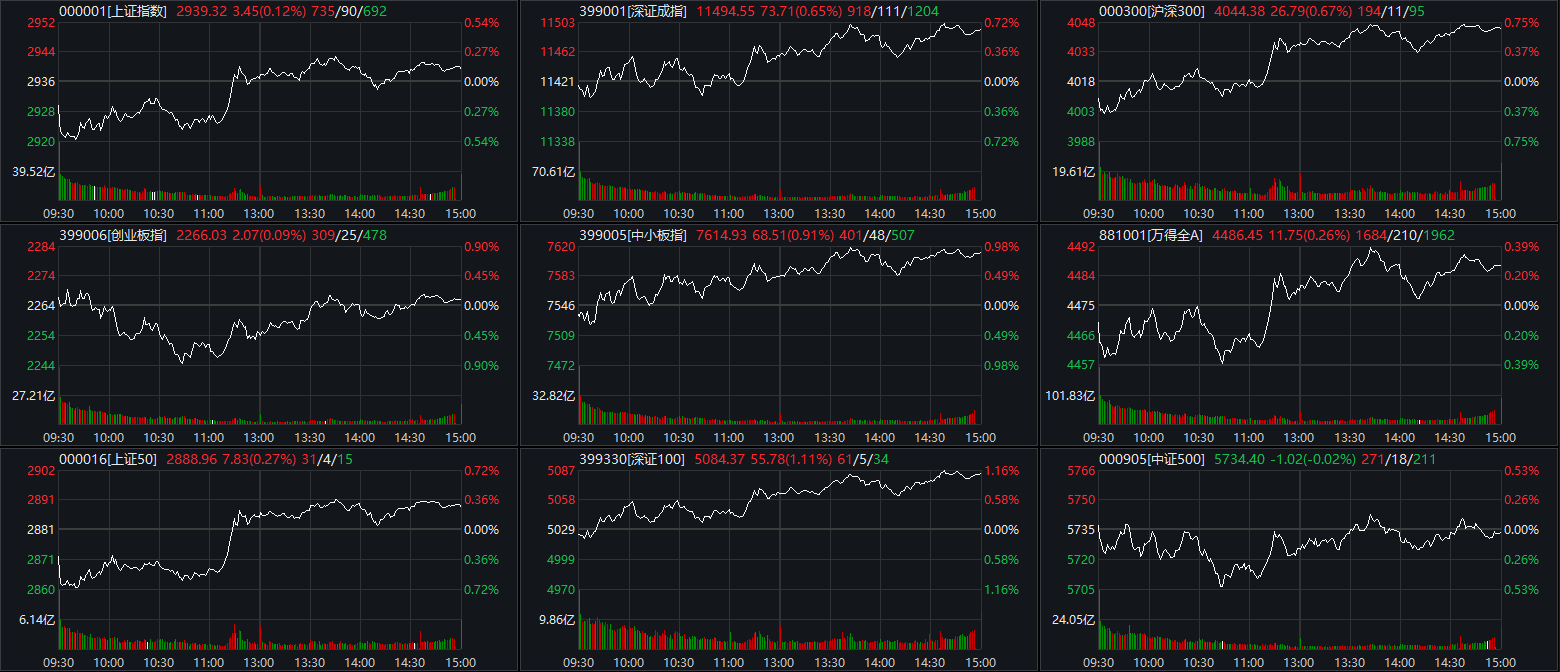 000001[上证指数] 2939.32 3.45(0.12%) 735/90/692
2952 0.54%
2944 0.27%
2936 0.00%
2928 0.27%
2920 0.54%
39.52亿
09:30 10:00 10:30 11:00 13:00 13:30 14:00 14:30 15:00
399001[深证成指] 11494.55 73.71(0.65%) 918/111/1204
11503 0.72%
11462 0.36%
11421 0.00%
11380 0.36%
11338 0.72%
70.61亿
09:30 10:00 10:30 11:00 13:00 13:30 14:00 14:30 15:00
000300[沪深300] 4044.38 26.79(0.67%) 194/11/95
4048 0.75%
4033 0.37%
4018 0.00%
4003 0.37%
3988 0.75%
19.61亿
09:30 10:00 10:30 11:00 13:00 13:30 14:00 14:30 15:00
399006[创业板指] 2266.03 2.07(0.09%) 309/25/478
2284 0.90%
2274 0.45%
2264 0.00%
2254 0.45%
2244 0.90%
27.21亿
09:30 10:00 10:30 11:00 13:00 13:30 14:00 14:30 15:00
399005[中小板指] 7614.93 68.51(0.91%) 401/48/507
7620 0.98%
7583 0.49%
7546 0.00%
7509 0.49%
7472 0.98%
32.82亿
09:30 10:00 10:30 11:00 13:00 13:30 14:00 14:30 15:00
881001[万得全A] 4486.45 11.75(0.26%) 1684/210/1962
4492 0.39%
4484 0.20%
4475 0.00%
4466 0.20%
4457 0.39%
101.83亿
09:30 10:00 10:30 11:00 13:00 13:30 14:00 14:30 15:00
000016[上证50] 2888.96 7.83(0.27%) 31/4/15
2902 0.72%
2891 0.36%
2881 0.00%
2871 0.36%
2860 0.72%
6.14亿
09:30 10:00 10:30 11:00 13:00 13:30 14:00 14:30 15:00
399330[深证100] 5084.37 55.78(1.11%) 61/5/34
5087 1.16%
5058 0.58%
5029 0.00%
4999 0.58%
4970 1.16%
9.86亿
09:30 10:00 10:30 11:00 13:00 13:30 14:00 14:30 15:00
000905[中证500] 5734.40 -1.02(-0.02%) 271/18/211
5766 0.53%
5750 0.26%
5735 0.00%
5720 0.26%
5705 0.53%
24.05亿
09:30 10:00 10:30 11:00 13:00 13:30 14:00 14:30 15:00